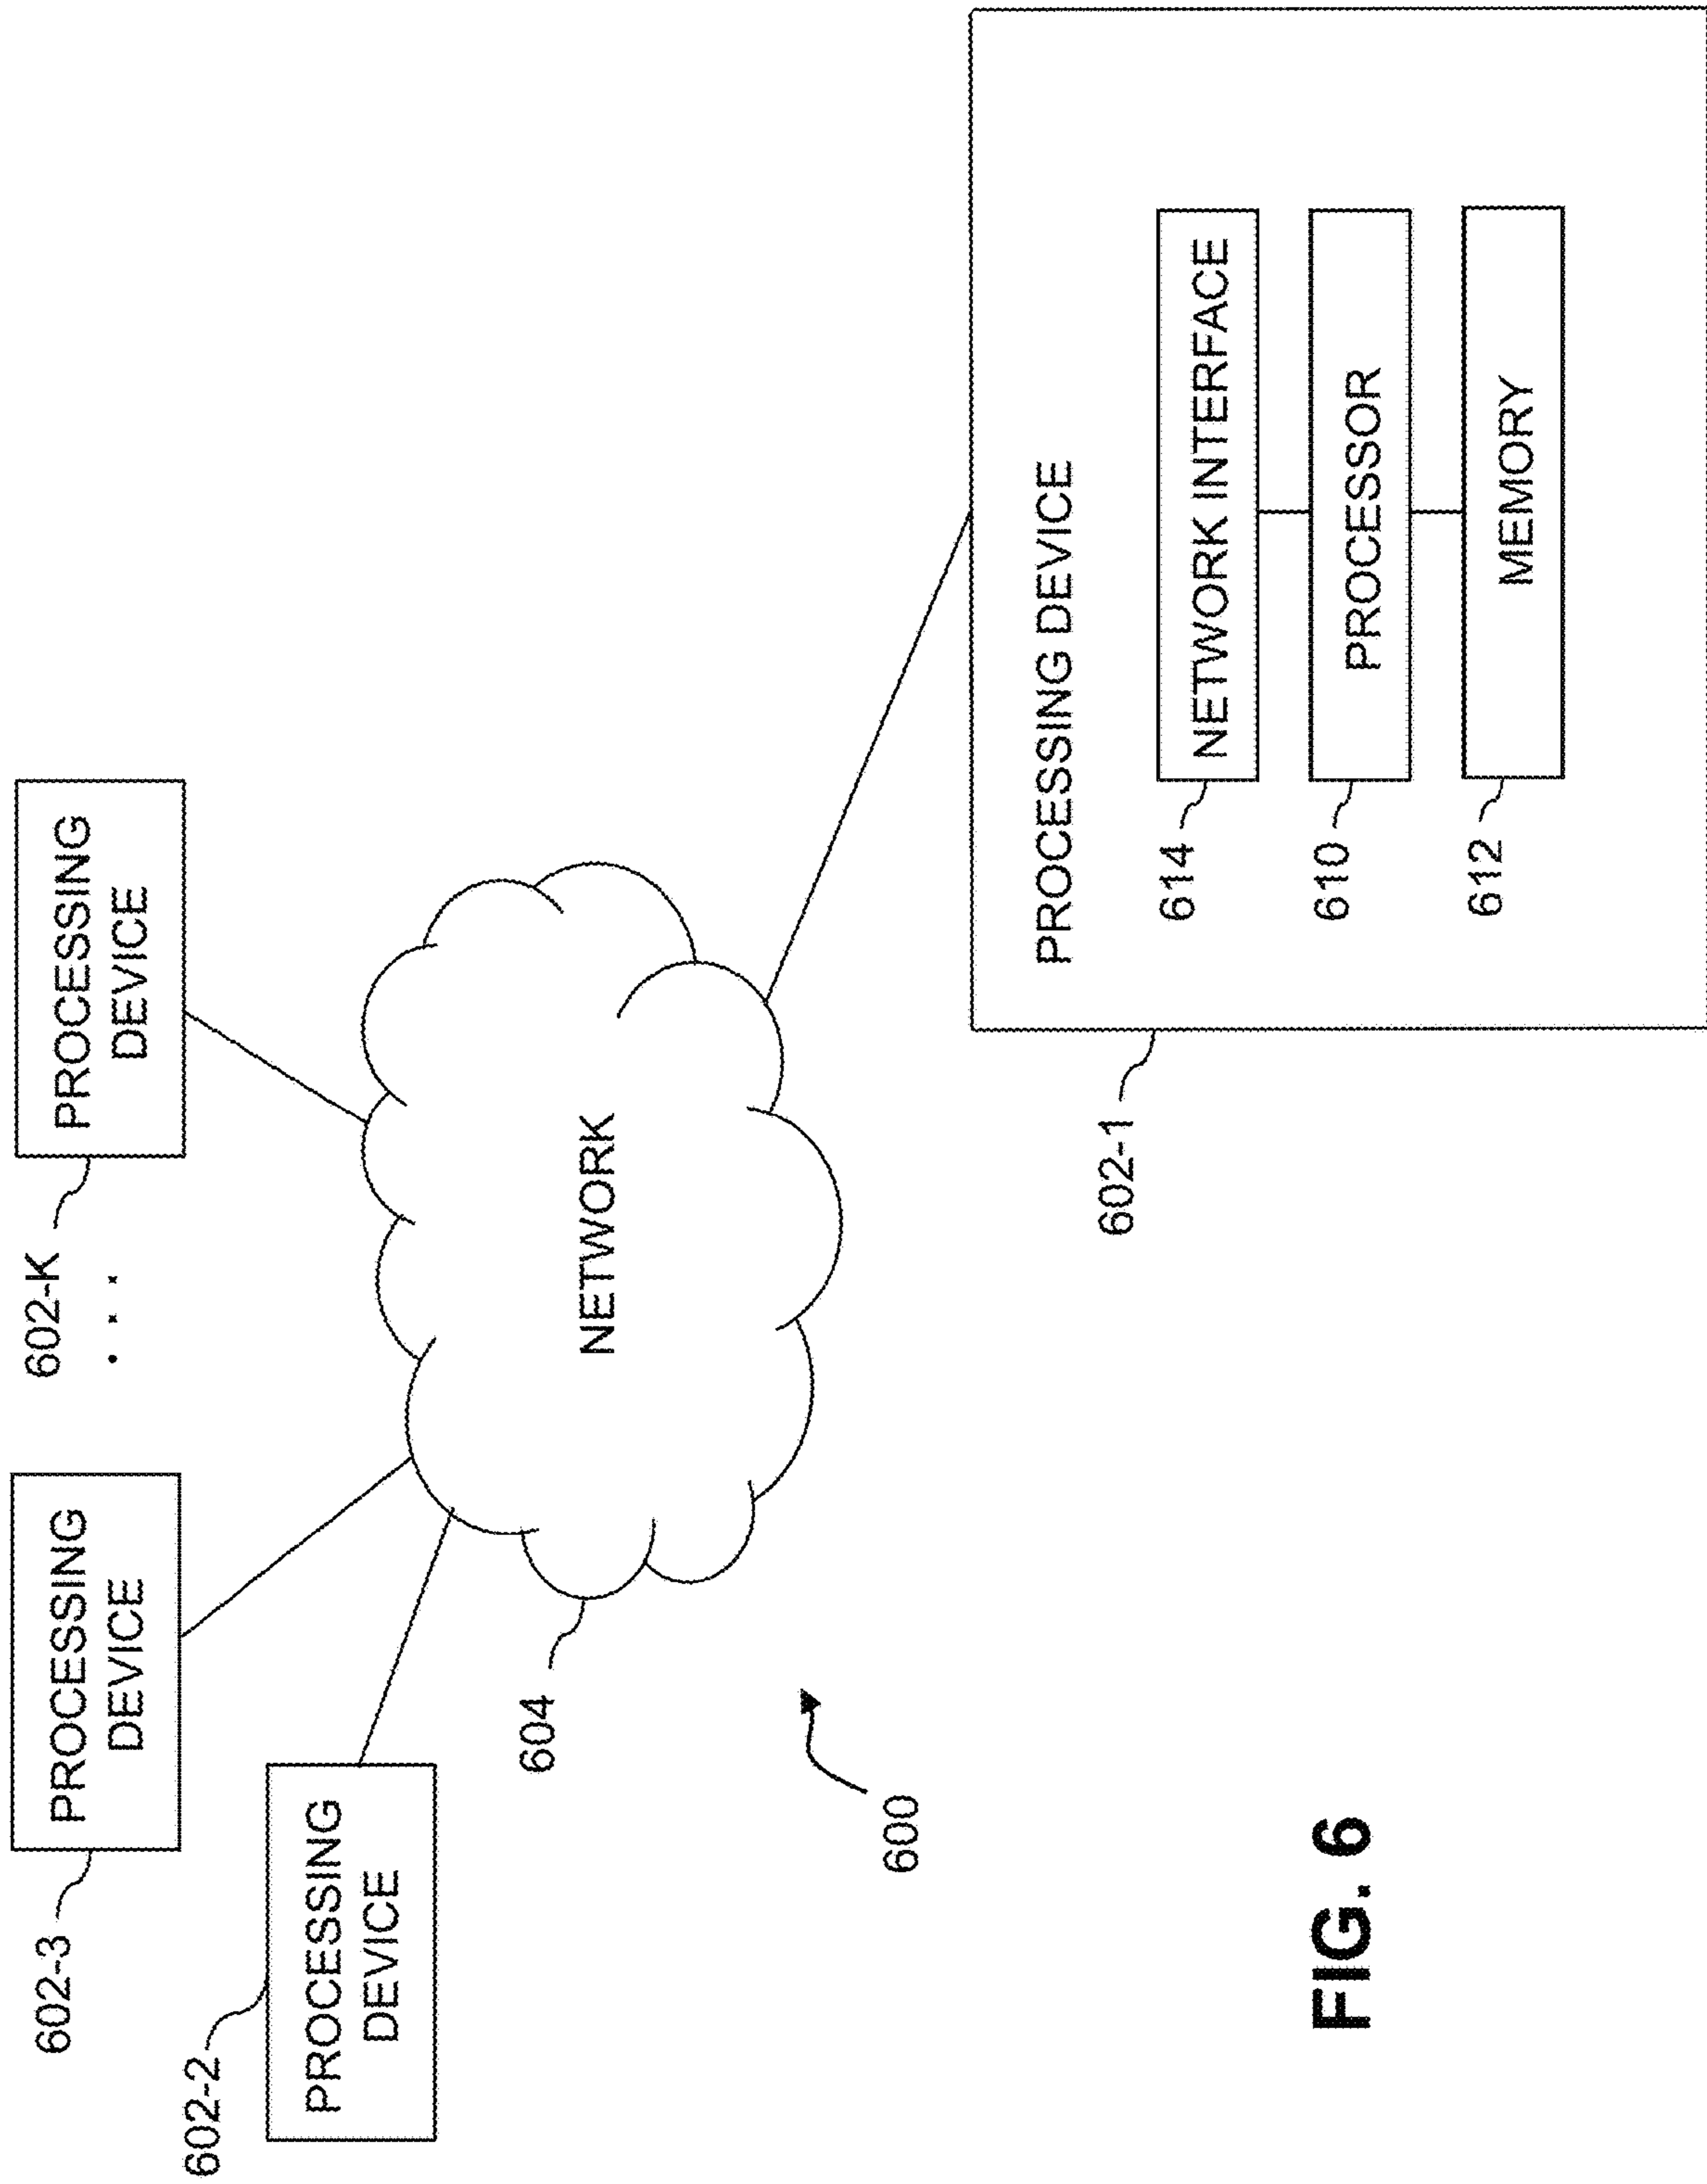 602-2
PROCESSING
DEVICE
602-3
PROCESSING
DEVICE
602-K
PROCESSING
DEVICE
604
NETWORK
600
602-1
PROCESSING DEVICE
614
NETWORK INTERFACE
610
PROCESSOR
612
MEMORY
FIG. 6